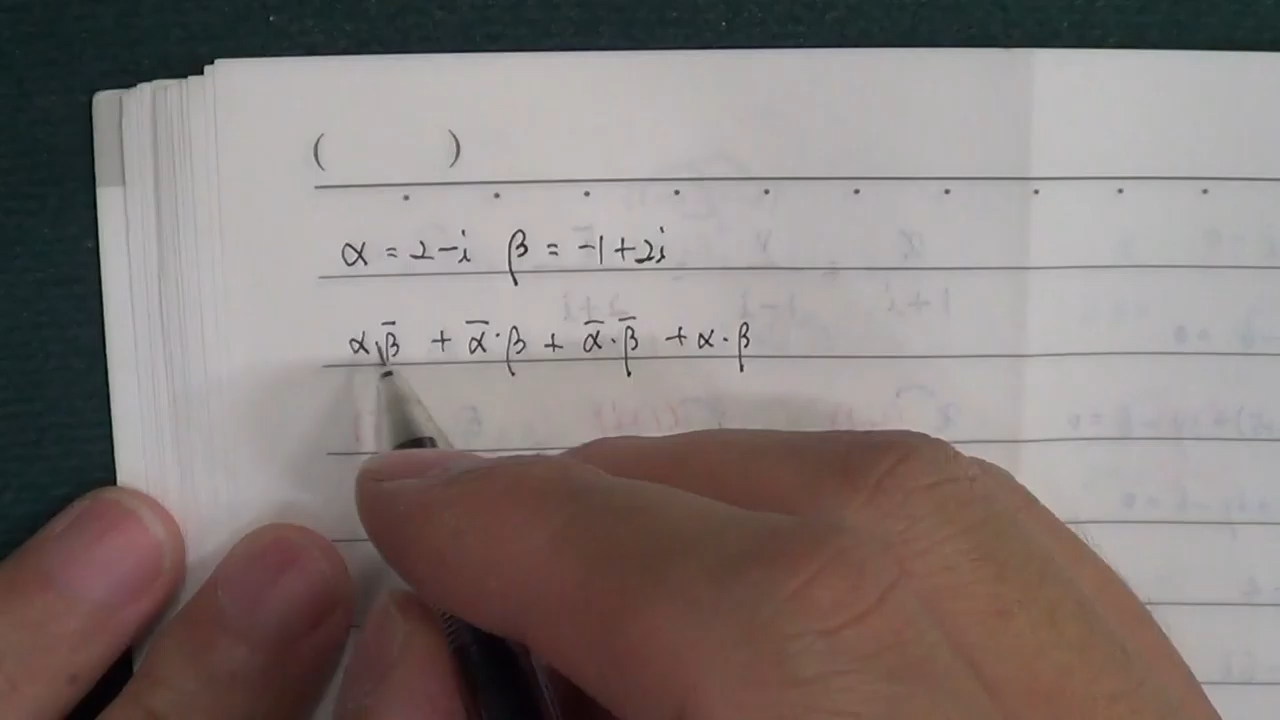 ( )
α = 2-i β = -1+2i
α·β̅ + α̅·β + α̅·β̅ + α·β